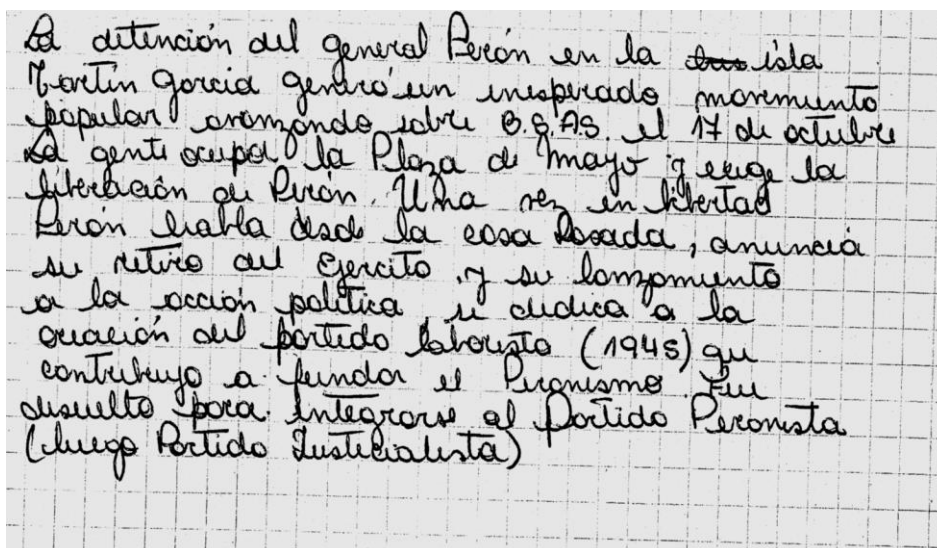 La detención del general Perón en la isla
Martín Garcia generó un inesperado movimiento
popular avanzando sobre B.S.AS. el 17 de octubre
La gente ocupa la Plaza de mayo y exige la
liberación de Perón. Una vez en libertad
Perón habla desde la casa Rosada, anuncia
su retiro del Ejercito y su lanzamiento
a la acción política, se dedica a la
creación del partido laborista (1945) que
contribuyo a fundar el Peronismo. Fue
disuelto para integrarse al Partido Peronista
(luego Partido Justicialista)